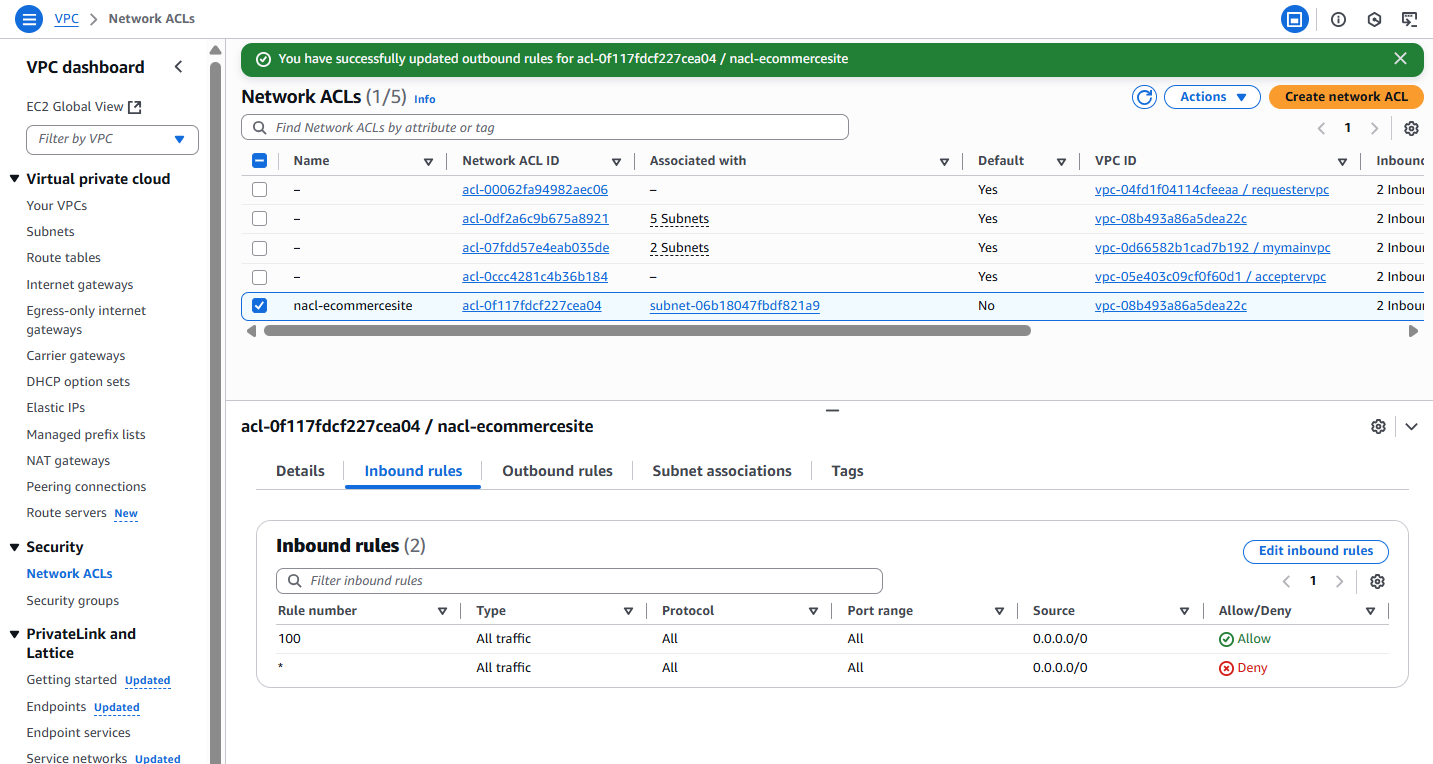 VPC > Network ACLs
VPC dashboard
EC2 Global View
Filter by VPC
Virtual private cloud
Your VPCs
Subnets
Route tables
Internet gateways
Egress-only internet
gateways
Carrier gateways
DHCP option sets
Elastic IPs
Managed prefix lists
NAT gateways
Peering connections
Route servers New
Security
Network ACLs
Security groups
PrivateLink and
Lattice
Getting started Updated
Endpoints Updated
Endpoint services
Service networks Updated
You have successfully updated outbound rules for acl-0f117fdcf227cea04 / nacl-ecommercesite
Network ACLs (1/5) Info
Actions
Create network ACL
Find Network ACLs by attribute or tag
1
Name Network ACL ID Associated with Default VPC ID Inbound
– acl-00062fa94982aec06 – Yes vpc-04fd1f04114cfeeaa / requestervpc 2 Inbour
– acl-0df2a6c9b675a8921 5 Subnets Yes vpc-08b493a86a5dea22c 2 Inbour
– acl-07fdd57e4eab035de 2 Subnets Yes vpc-0d66582b1cad7b192 / mymainvpc 2 Inbour
– acl-0ccc4281c4b36b184 – Yes vpc-05e403c09cf0f60d1 / acceptervpc 2 Inbour
nacl-ecommercesite acl-0f117fdcf227cea04 subnet-06b18047fbdf821a9 No vpc-08b493a86a5dea22c 2 Inbour
acl-0f117fdcf227cea04 / nacl-ecommercesite
Details Inbound rules Outbound rules Subnet associations Tags
Inbound rules (2)
Edit inbound rules
Filter inbound rules
1
Rule number Type Protocol Port range Source Allow/Deny
100 All traffic All All 0.0.0.0/0 Allow
* All traffic All All 0.0.0.0/0 Deny